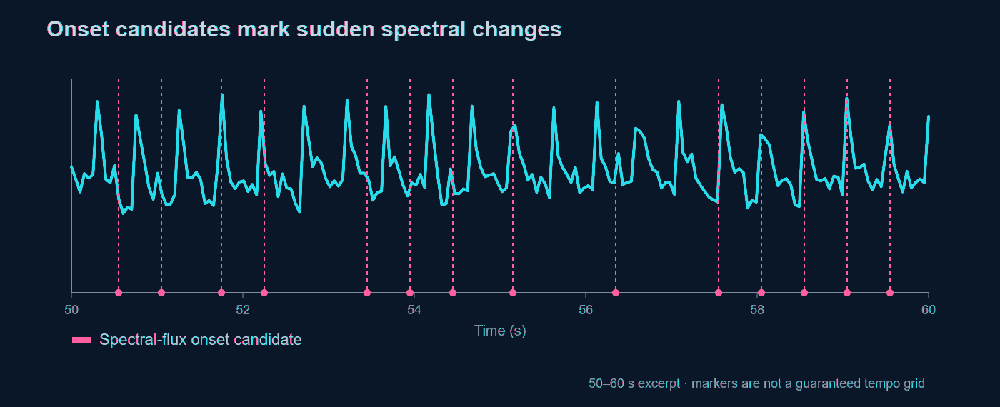 Onset candidates mark sudden spectral changes
50
52
54
56
58
60
Time (s)
Spectral-flux onset candidate
50–60 s excerpt · markers are not a guaranteed tempo grid